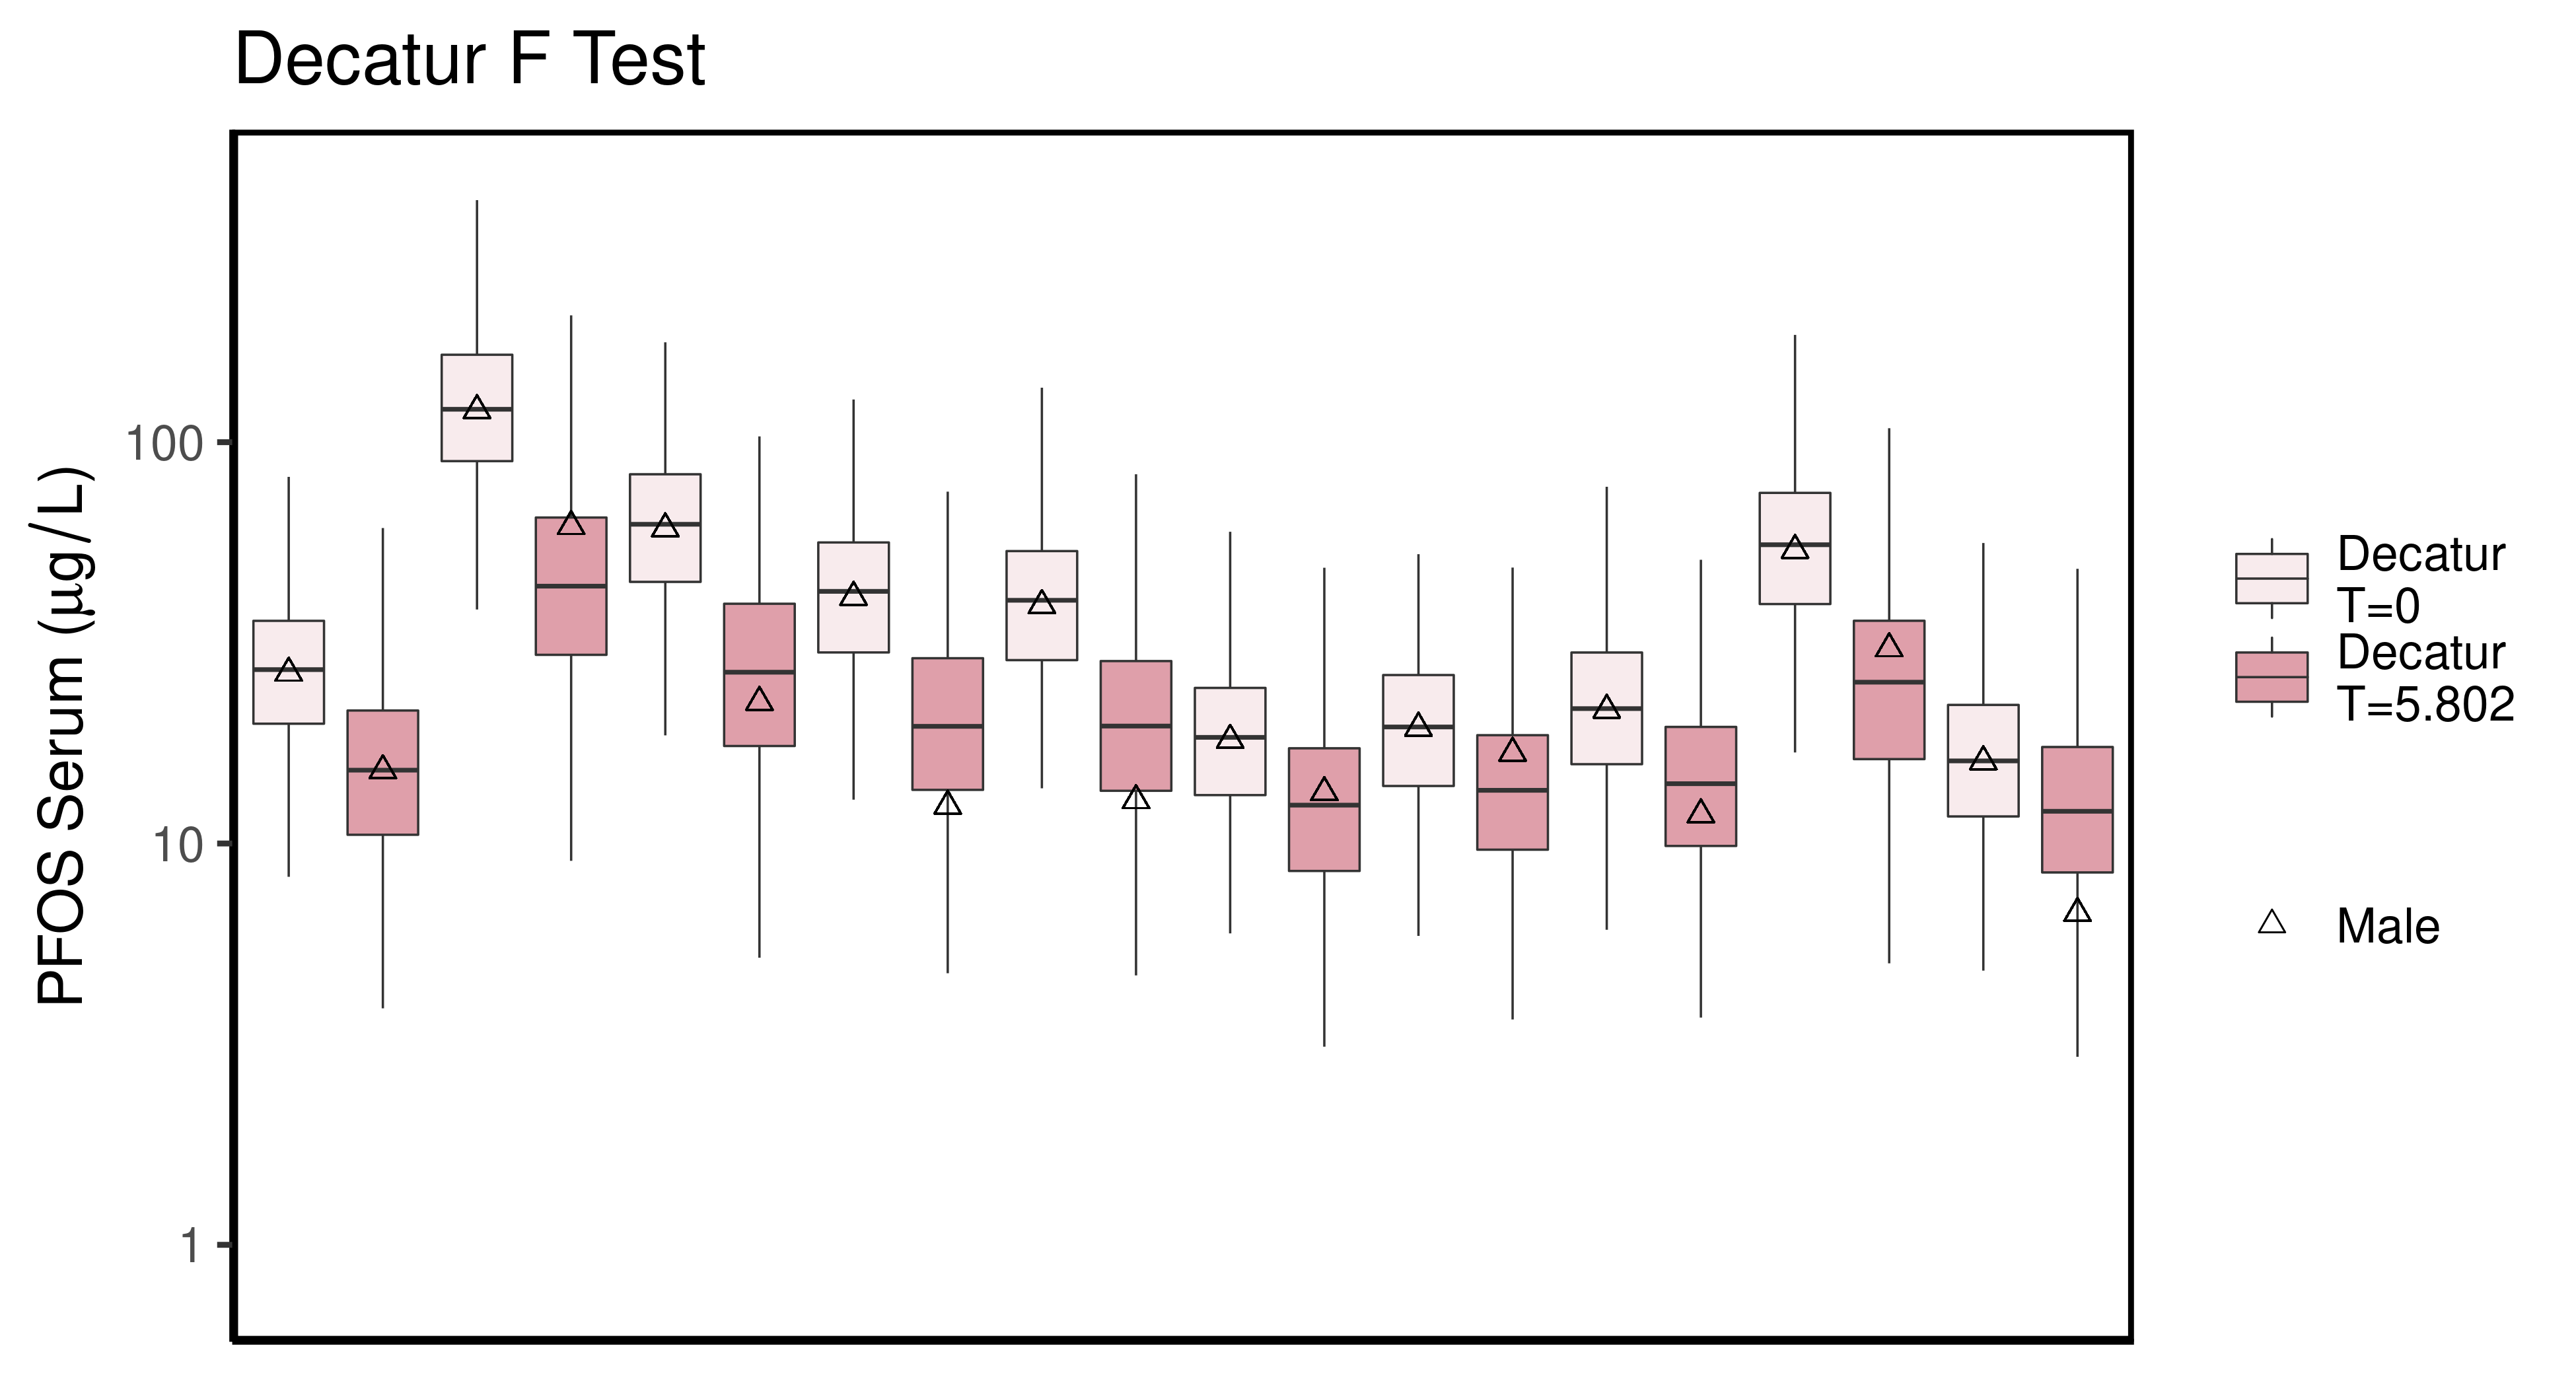 Decatur F Test
PFOS Serum (µg/L)
100
10
1
Decatur
T=0
Decatur
T=5.802
Male